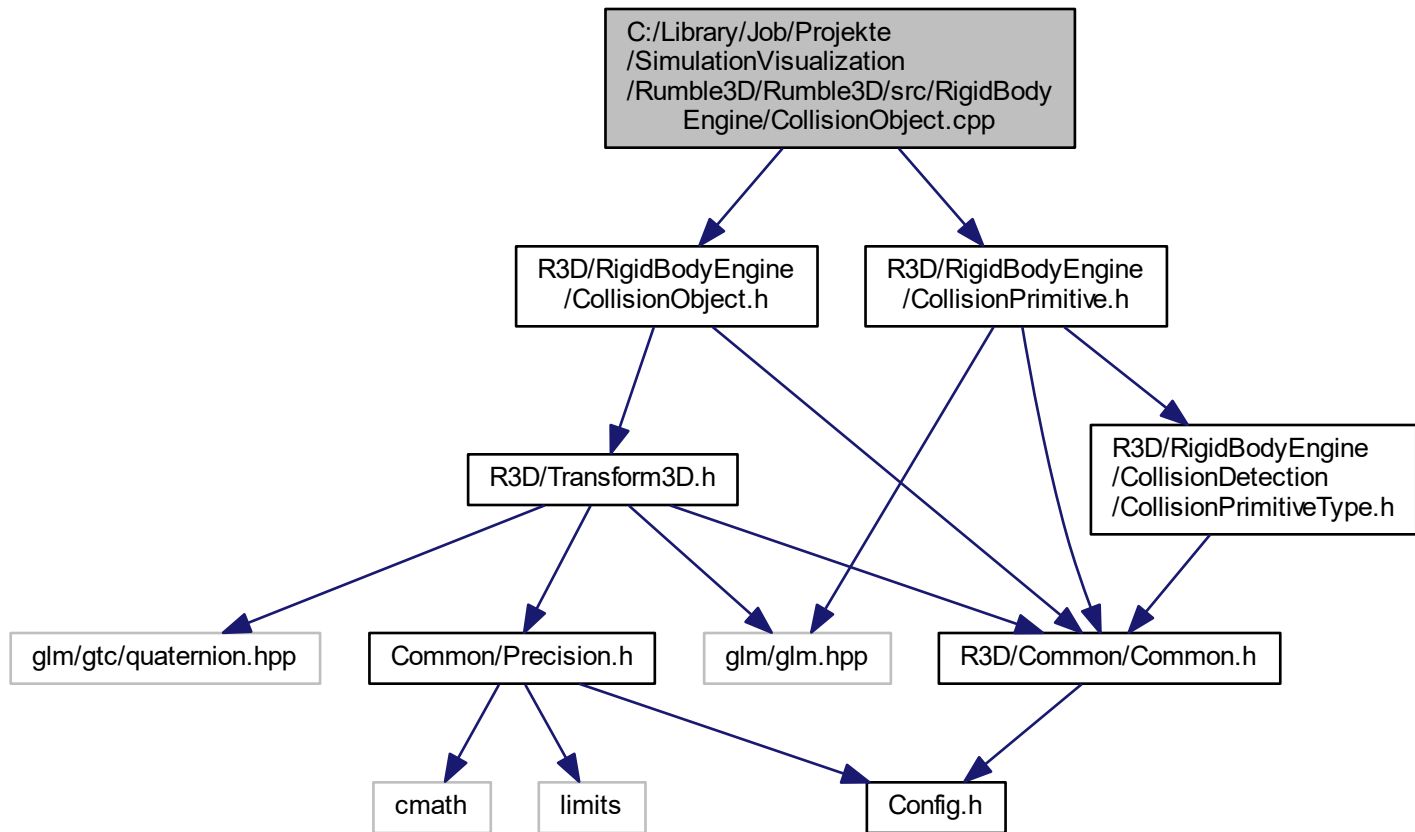 C:/Library/Job/Projekte
/SimulationVisualization
/Rumble3D/Rumble3D/src/RigidBody
Engine/CollisionObject.cpp
R3D/RigidBodyEngine
/CollisionObject.h
R3D/RigidBodyEngine
/CollisionPrimitive.h
R3D/RigidBodyEngine
/CollisionDetection
/CollisionPrimitiveType.h
R3D/Transform3D.h
glm/gtc/quaternion.hpp
Common/Precision.h
glm/glm.hpp
R3D/Common/Common.h
cmath
limits
Config.h